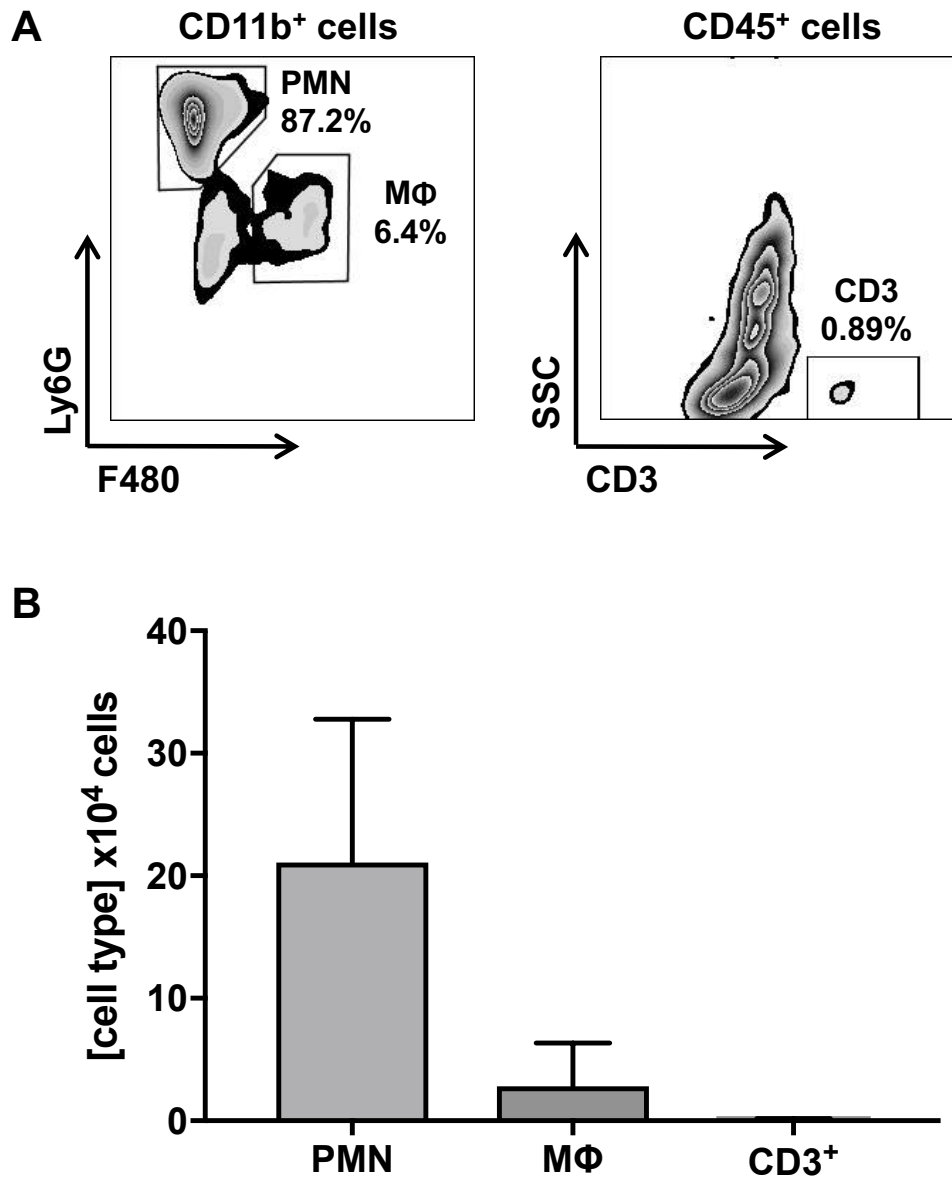 A
CD11b⁺ cells
CD45⁺ cells
PMN
87.2%
MΦ
6.4%
Ly6G
F480
CD3
0.89%
SSC
CD3
B
[cell type] x10⁴ cells
40
30
20
10
0
PMN
MΦ
CD3⁺